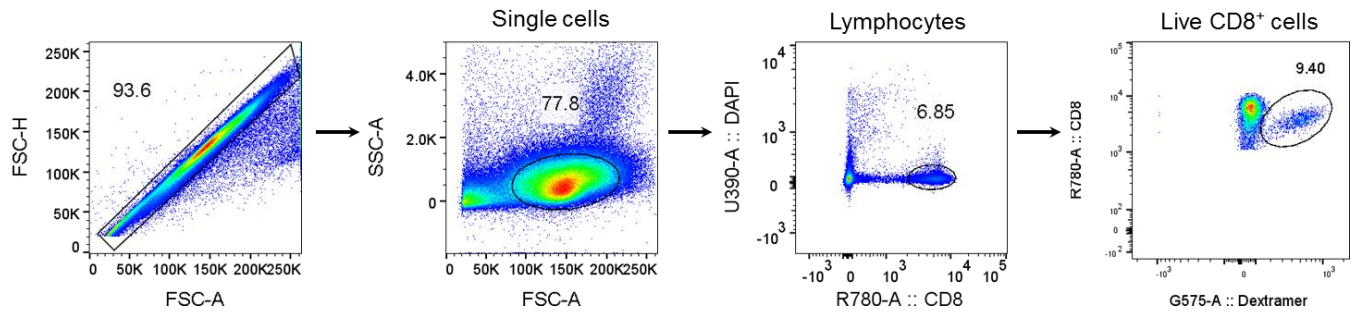 Single cells
Lymphocytes
Live CD8⁺ cells
FSC-H
250K
200K
150K
100K
50K
0
93.6
0 50K 150K 250K
FSC-A
SSC-A
4.0K
2.0K
0
77.8
0 50K 100K 150K 200K 250K
FSC-A
U390-A :: DAPI
10⁴
10³
0
-10³
6.85
-10³ 0 10³ 10⁴ 10⁵
R780-A :: CD8
R780-A :: CD8
10⁵
10⁴
10³
10²
0
-10²
9.40
-10³ 0 10³
G575-A :: Dextramer